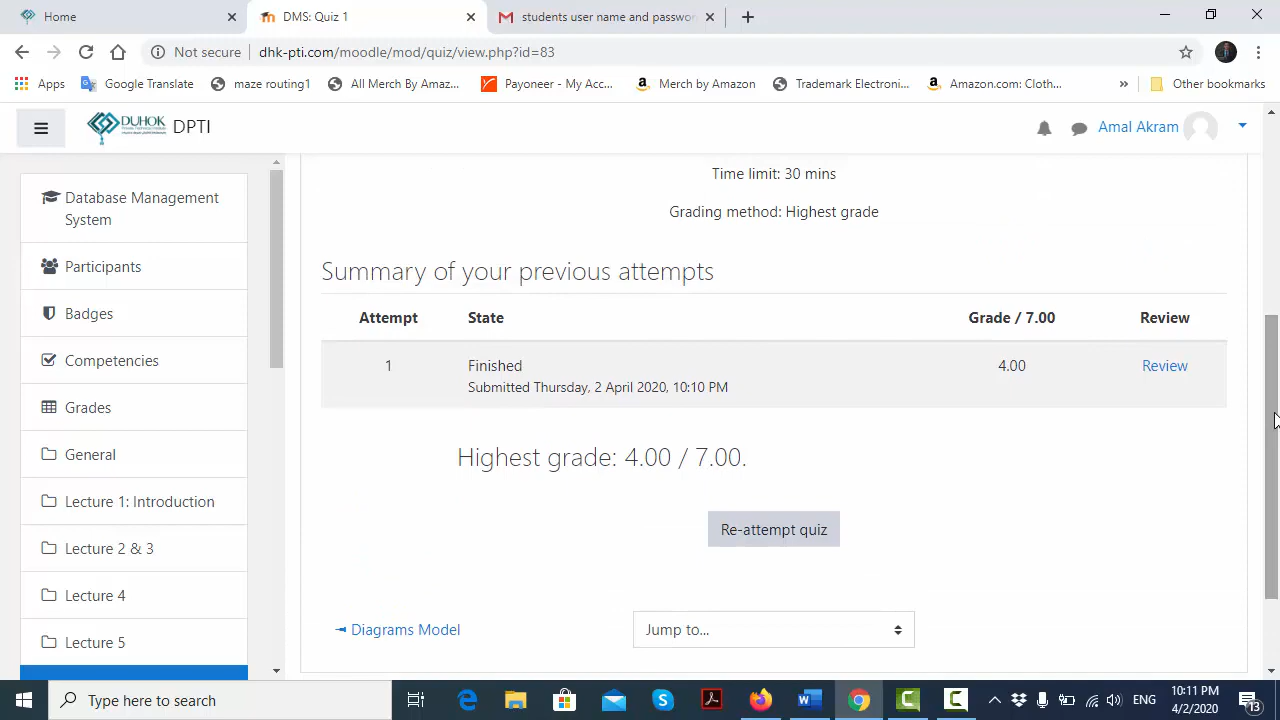 Home
DMS: Quiz 1
students user name and passwor
Not secure
dhk-pti.com/moodle/mod/quiz/view.php?id=83
Apps
Google Translate
maze routing1
All Merch By Amaz...
Payoneer - My Acc...
Merch by Amazon
Trademark Electroni...
Amazon.com: Cloth...
»
Other bookmarks
DUHOK
DPTI
Amal Akram
Database Management
System
Participants
Badges
Competencies
Grades
General
Lecture 1: Introduction
Lecture 2 & 3
Lecture 4
Lecture 5
Time limit: 30 mins
Grading method: Highest grade
Summary of your previous attempts
Attempt State Grade / 7.00 Review
1 Finished 4.00 Review
Submitted Thursday, 2 April 2020, 10:10 PM
Highest grade: 4.00 / 7.00.
Re-attempt quiz
◄ Diagrams Model
Jump to...
Type here to search
ENG
10:11 PM
4/2/2020
13